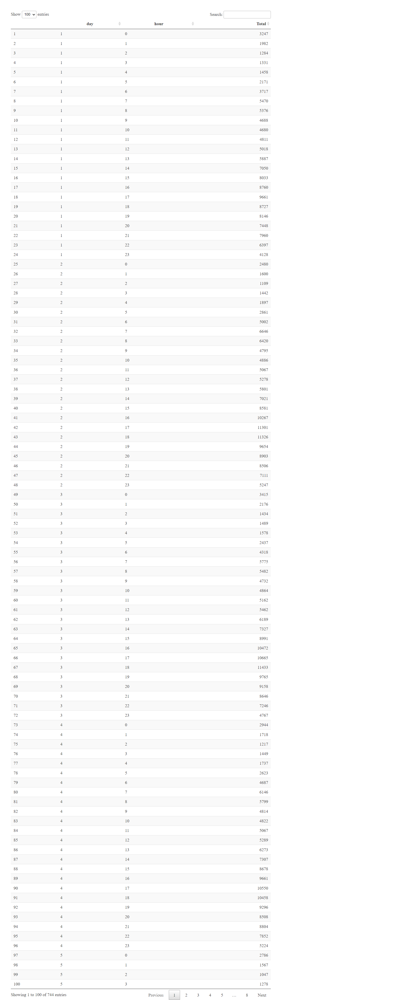 Show 100 entries Search:
day hour Total
1 1 0 3247
2 1 1 1982
3 1 2 1284
4 1 3 1331
5 1 4 1458
6 1 5 2171
7 1 6 3717
8 1 7 5470
9 1 8 5376
10 1 9 4688
11 1 10 4680
12 1 11 4811
13 1 12 5018
14 1 13 5887
15 1 14 7050
16 1 15 8033
17 1 16 8760
18 1 17 9661
19 1 18 8727
20 1 19 8146
21 1 20 7448
22 1 21 7960
23 1 22 6397
24 1 23 4128
25 2 0 2480
26 2 1 1600
27 2 2 1109
28 2 3 1442
29 2 4 1897
30 2 5 2861
31 2 6 5002
32 2 7 6646
33 2 8 6420
34 2 9 4795
35 2 10 4886
36 2 11 5067
37 2 12 5278
38 2 13 5801
39 2 14 7021
40 2 15 8581
41 2 16 10267
42 2 17 11301
43 2 18 11326
44 2 19 9654
45 2 20 8903
46 2 21 8506
47 2 22 7111
48 2 23 5247
49 3 0 3415
50 3 1 2176
51 3 2 1434
52 3 3 1489
53 3 4 1578
54 3 5 2437
55 3 6 4318
56 3 7 5775
57 3 8 5482
58 3 9 4732
59 3 10 4864
60 3 11 5162
61 3 12 5462
62 3 13 6189
63 3 14 7327
64 3 15 8991
65 3 16 10472
66 3 17 10665
67 3 18 11433
68 3 19 9765
69 3 20 9158
70 3 21 8646
71 3 22 7246
72 3 23 4767
73 4 0 2944
74 4 1 1718
75 4 2 1217
76 4 3 1449
77 4 4 1737
78 4 5 2623
79 4 6 4687
80 4 7 6146
81 4 8 5799
82 4 9 4814
83 4 10 4822
84 4 11 5067
85 4 12 5289
86 4 13 6273
87 4 14 7307
88 4 15 8678
89 4 16 9661
90 4 17 10550
91 4 18 10458
92 4 19 9296
93 4 20 8508
94 4 21 8804
95 4 22 7852
96 4 23 5224
97 5 0 2786
98 5 1 1567
99 5 2 1047
100 5 3 1278
Showing 1 to 100 of 744 entries Previous 1 2 3 4 5 … 8 Next